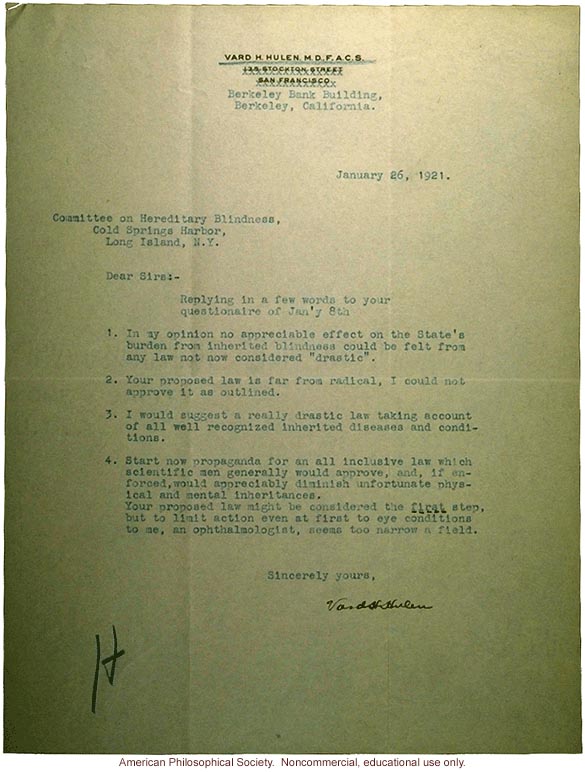 VARD H. HULEN, M.D., F.A.C.S.
135 STOCKTON STREET
SAN FRANCISCO
Berkeley Bank Building,
Berkeley, California.
January 26, 1921.
Committee on Hereditary Blindness,
Cold Springs Harbor,
Long Island, N.Y.
Dear Sirs:-
Replying in a few words to your
questionaire of Jan'y 8th
1. In my opinion no appreciable effect on the State's
burden from inherited blindness could be felt from
any law not now considered "drastic".
2. Your proposed law is far from radical, I could not
approve it as outlined.
3. I would suggest a really drastic law taking account
of all well recognized inherited diseases and condi-
tions.
4. Start now propaganda for an all inclusive law which
scientific men generally would approve, and, if en-
forced,would appreciably diminish unfortunate phys-
ical and mental inheritances.
Your proposed law might be considered the first step,
but to limit action even at first to eye conditions
to me, an ophthalmologist, seems too narrow a field.
Sincerely yours,
Vard H Hulen
H
American Philosophical Society. Noncommercial, educational use only.